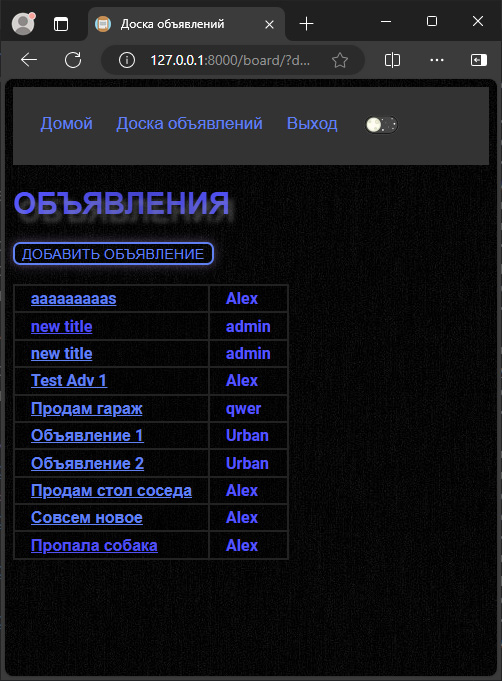 Доска объявлений
127.0.0.1:8000/board/?d...
Домой Доска объявлений Выход
ОБЪЯВЛЕНИЯ
ДОБАВИТЬ ОБЪЯВЛЕНИЕ
aaaaaaaaas Alex
new title admin
new title admin
Test Adv 1 Alex
Продам гараж qwer
Объявление 1 Urban
Объявление 2 Urban
Продам стол соседа Alex
Совсем новое Alex
Пропала собака Alex